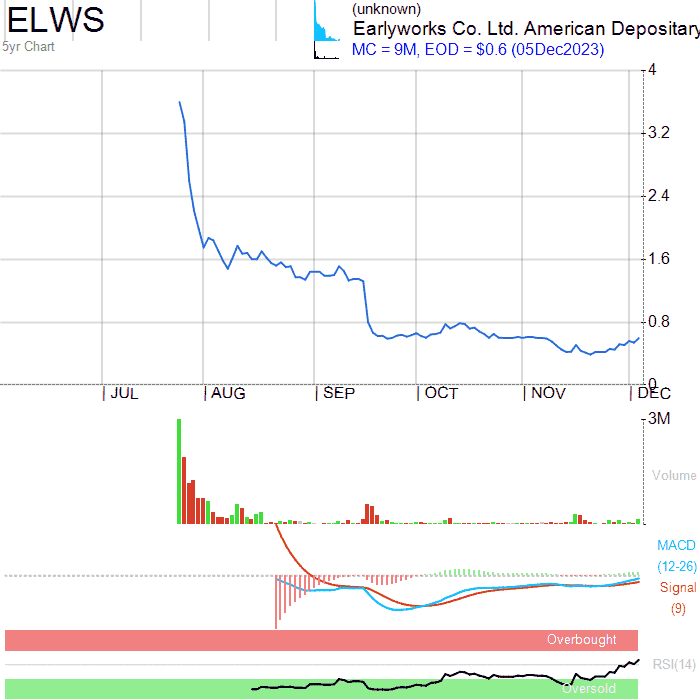 ELWS
5yr Chart
(unknown)
Earlyworks Co. Ltd. American Depositary
MC = 9M, EOD = $0.6 (05Dec2023)
4
3.2
2.4
1.6
0.8
0
JUL AUG SEP OCT NOV DEC
3M
Volume
MACD
(12-26)
Signal
(9)
Overbought
RSI(14)
Oversold